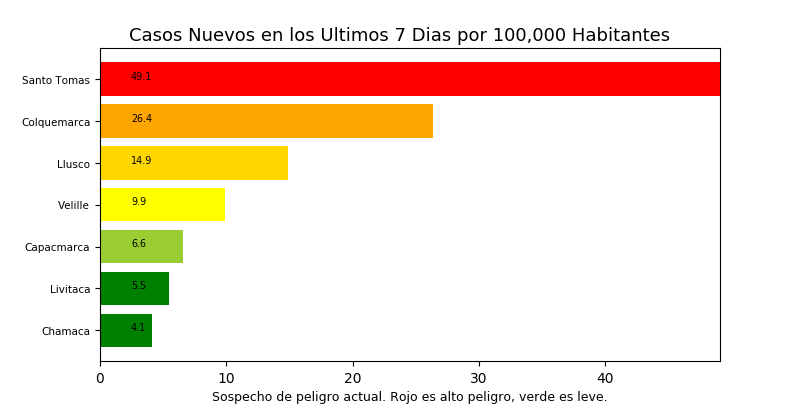 Casos Nuevos en los Ultimos 7 Dias por 100,000 Habitantes
Santo Tomas 49.1
Colquemarca 26.4
Llusco 14.9
Velille 9.9
Capacmarca 6.6
Livitaca 5.5
Chamaca 4.1
0 10 20 30 40
Sospecho de peligro actual. Rojo es alto peligro, verde es leve.